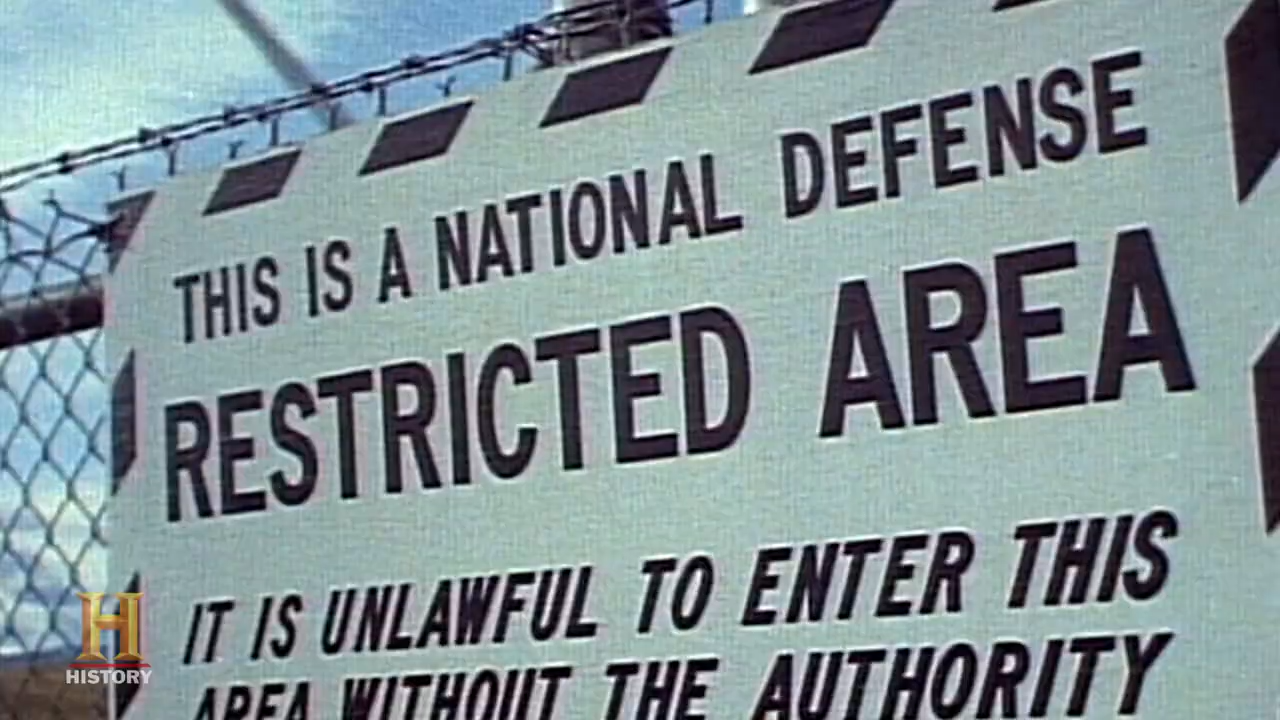 THIS IS A NATIONAL DEFENSE
RESTRICTED AREA
IT IS UNLAWFUL TO ENTER THIS
AREA WITHOUT THE AUTHORITY
H
HISTORY